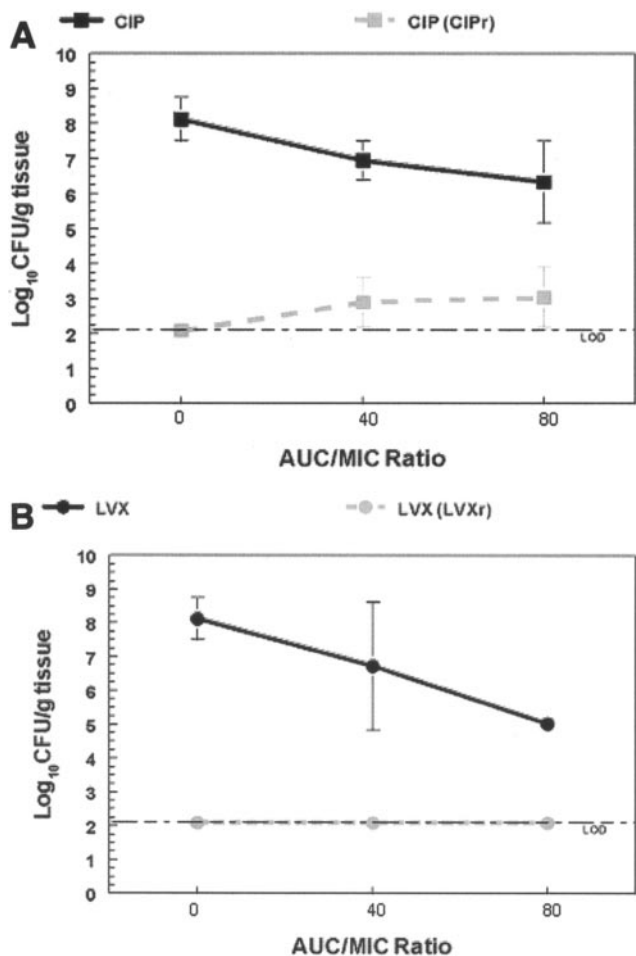 A
CIP
CIP (CIPr)
10
9
8
7
6
5
4
3
2
1
0
Log10CFU/g tissue
LOD
0 40 80
AUC/MIC Ratio
B
LVX
LVX (LVXr)
10
9
8
7
6
5
4
3
2
1
0
Log10CFU/g tissue
LOD
0 40 80
AUC/MIC Ratio